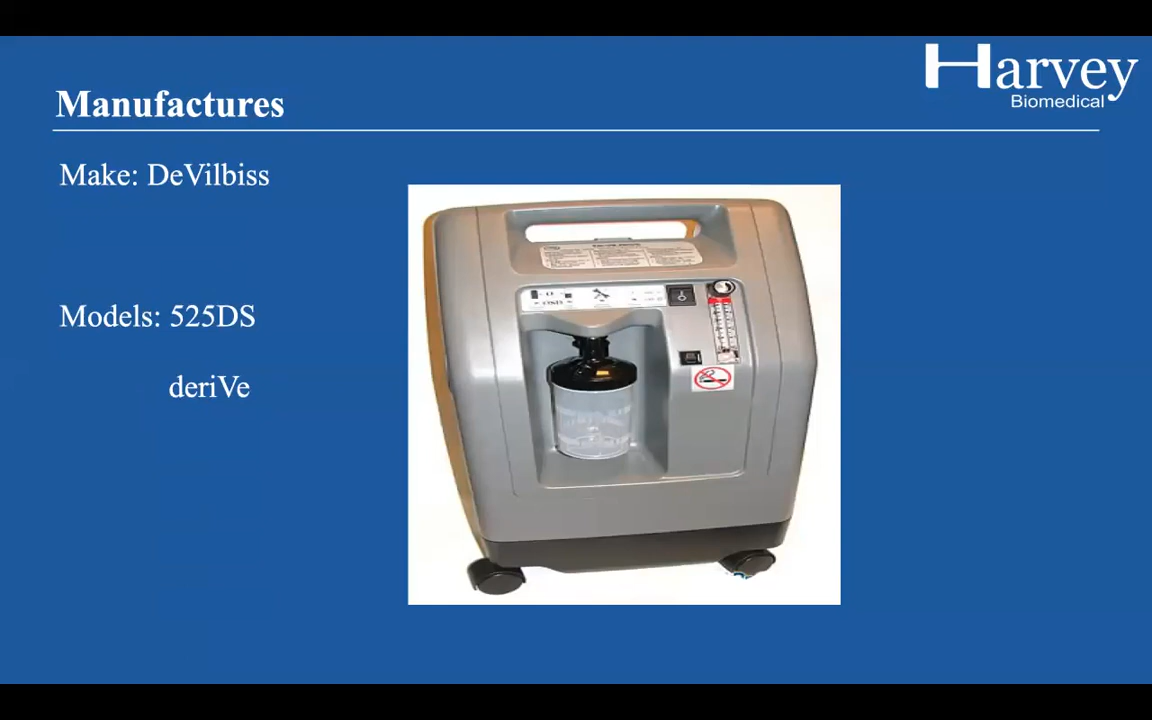 Harvey
Biomedical
Manufactures
Make: DeVilbiss
Models: 525DS
deriVe